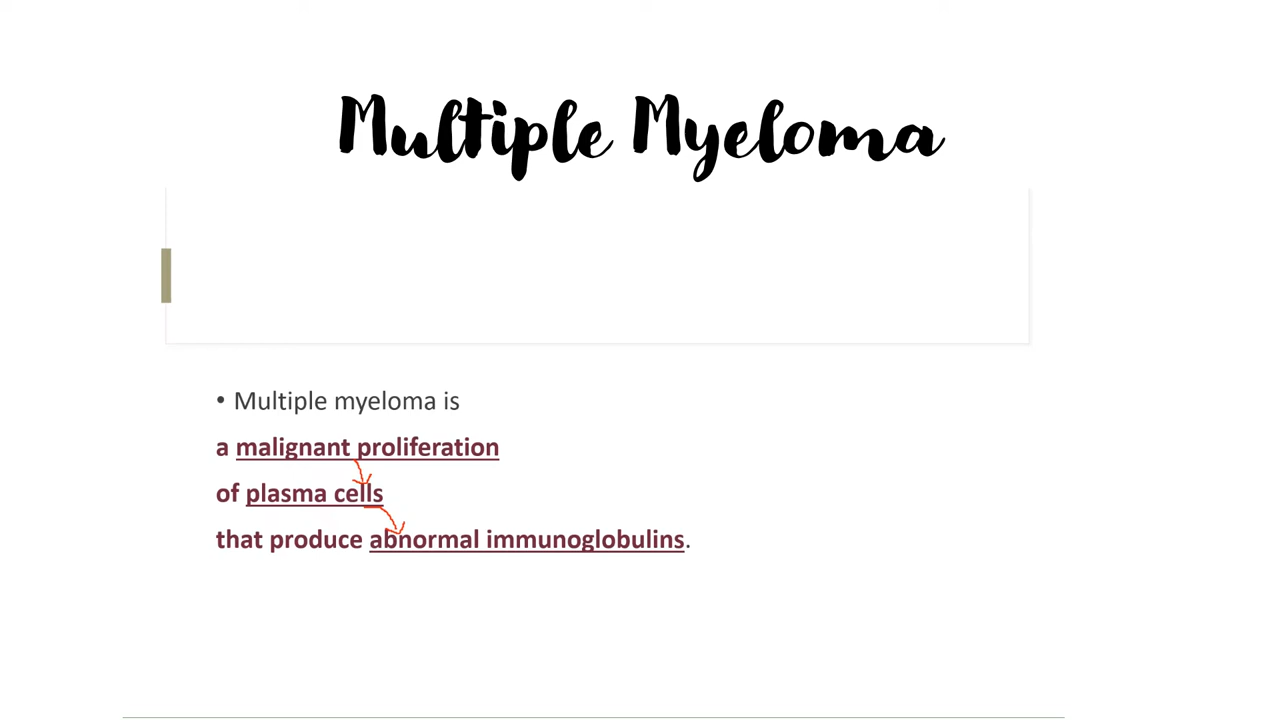 Multiple Myeloma
• Multiple myeloma is
a malignant proliferation
of plasma cells
that produce abnormal immunoglobulins.